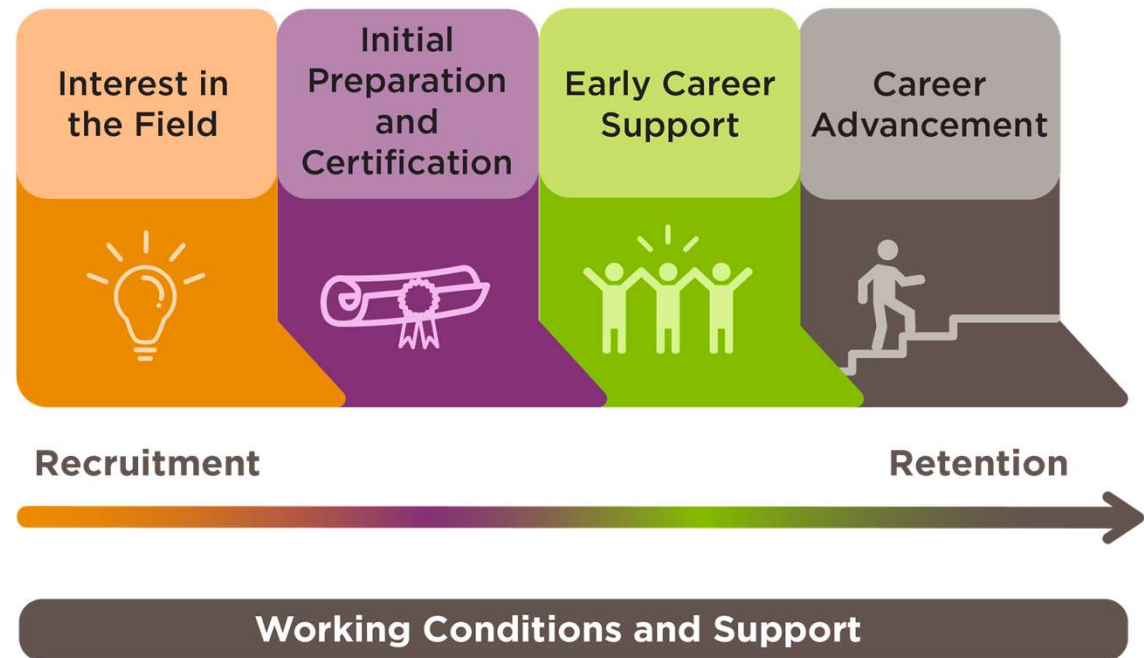 Interest in
the Field
Initial
Preparation
and
Certification
Early Career
Support
Career
Advancement
Recruitment
Retention
Working Conditions and Support